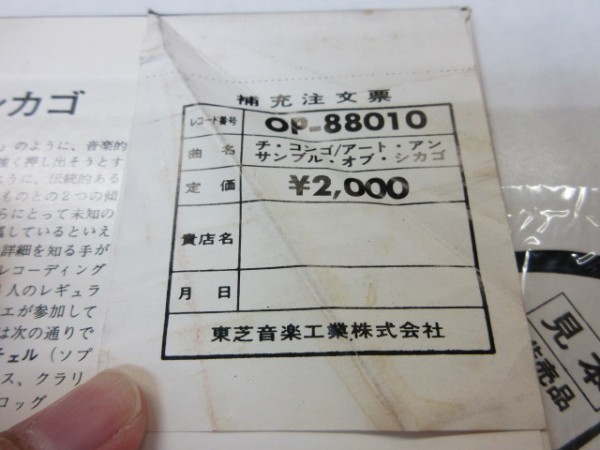 シカゴ
」のように、音楽的
強く押し出そうとす
ように、伝統的ある
ものとの2つの傾
らにとって未知の
属しているといえ
詳細を知る手が
レコーディング
人のレギュラ
エが参加して
は次の通りで
チェル（ソプ
ス、クラリ
ロッグ
補充注文票
レコード番号 OP-88010
曲名 チ・コンゴ/アート・アン
サンブル・オブ・シカゴ
定価 ¥2,000
貴店名
月日
東芝音楽工業株式会社
見本
非売品